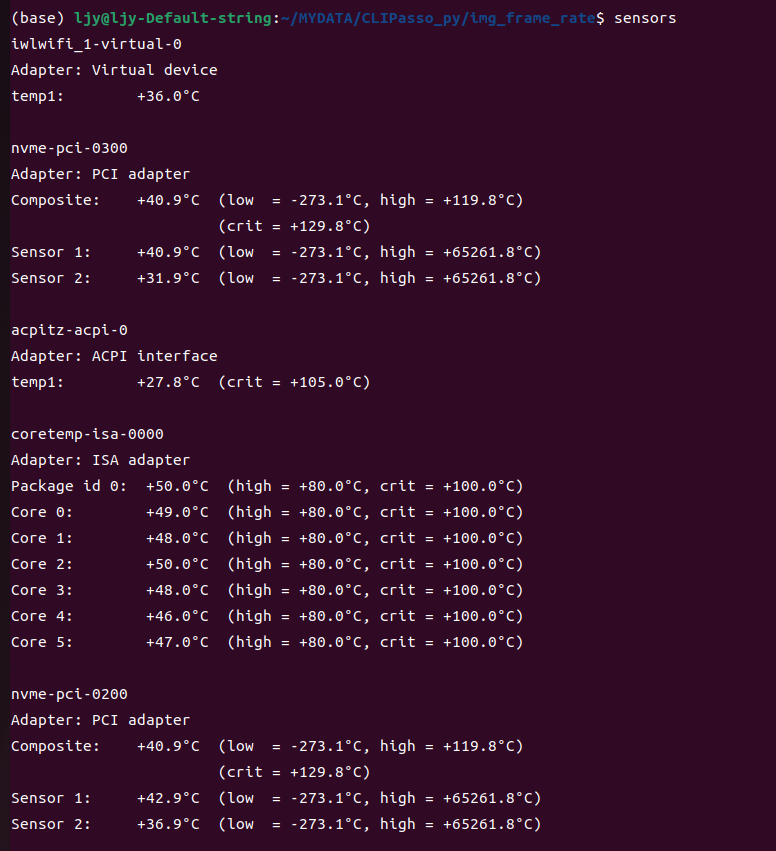 (base) ljy@ljy-Default-string:~/MYDATA/CLIPasso_py/img_frame_rate$ sensors
iwlwifi_1-virtual-0
Adapter: Virtual device
temp1:        +36.0°C

nvme-pci-0300
Adapter: PCI adapter
Composite:    +40.9°C  (low  = -273.1°C, high = +119.8°C)
                       (crit = +129.8°C)
Sensor 1:     +40.9°C  (low  = -273.1°C, high = +65261.8°C)
Sensor 2:     +31.9°C  (low  = -273.1°C, high = +65261.8°C)

acpitz-acpi-0
Adapter: ACPI interface
temp1:        +27.8°C  (crit = +105.0°C)

coretemp-isa-0000
Adapter: ISA adapter
Package id 0:  +50.0°C  (high = +80.0°C, crit = +100.0°C)
Core 0:        +49.0°C  (high = +80.0°C, crit = +100.0°C)
Core 1:        +48.0°C  (high = +80.0°C, crit = +100.0°C)
Core 2:        +50.0°C  (high = +80.0°C, crit = +100.0°C)
Core 3:        +48.0°C  (high = +80.0°C, crit = +100.0°C)
Core 4:        +46.0°C  (high = +80.0°C, crit = +100.0°C)
Core 5:        +47.0°C  (high = +80.0°C, crit = +100.0°C)

nvme-pci-0200
Adapter: PCI adapter
Composite:    +40.9°C  (low  = -273.1°C, high = +119.8°C)
                       (crit = +129.8°C)
Sensor 1:     +42.9°C  (low  = -273.1°C, high = +65261.8°C)
Sensor 2:     +36.9°C  (low  = -273.1°C, high = +65261.8°C)